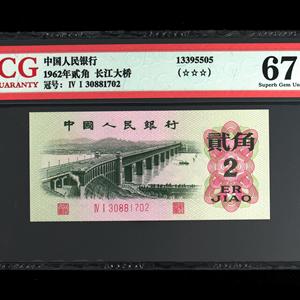 CG
GUARANTY
中国人民银行
1962年贰角 长江大桥
冠号: IV I 30881702
13395505
(☆☆☆)
67
Superb Gem Un
中國人民銀行
貳角
2
ER
JIAO
IV I 30881702